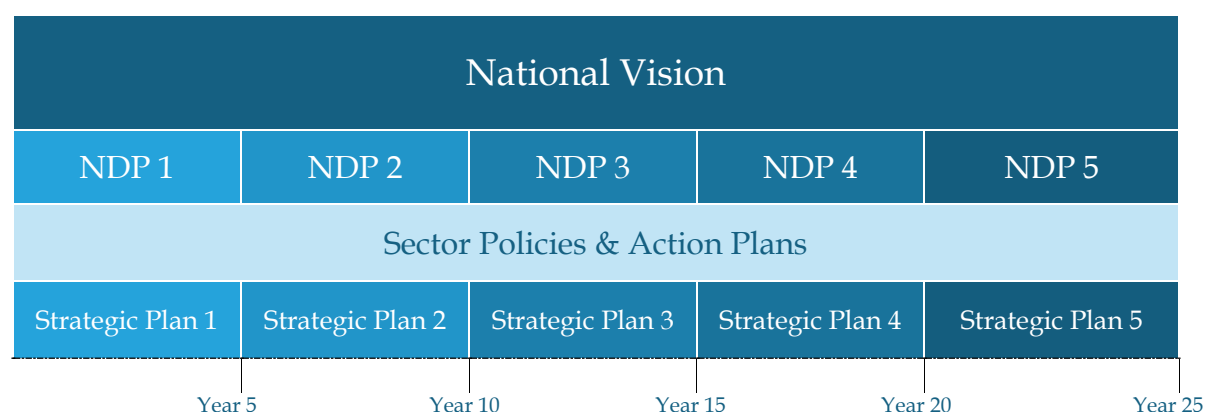 National Vision
NDP 1 NDP 2 NDP 3 NDP 4 NDP 5
Sector Policies & Action Plans
Strategic Plan 1 Strategic Plan 2 Strategic Plan 3 Strategic Plan 4 Strategic Plan 5
Year 5 Year 10 Year 15 Year 20 Year 25